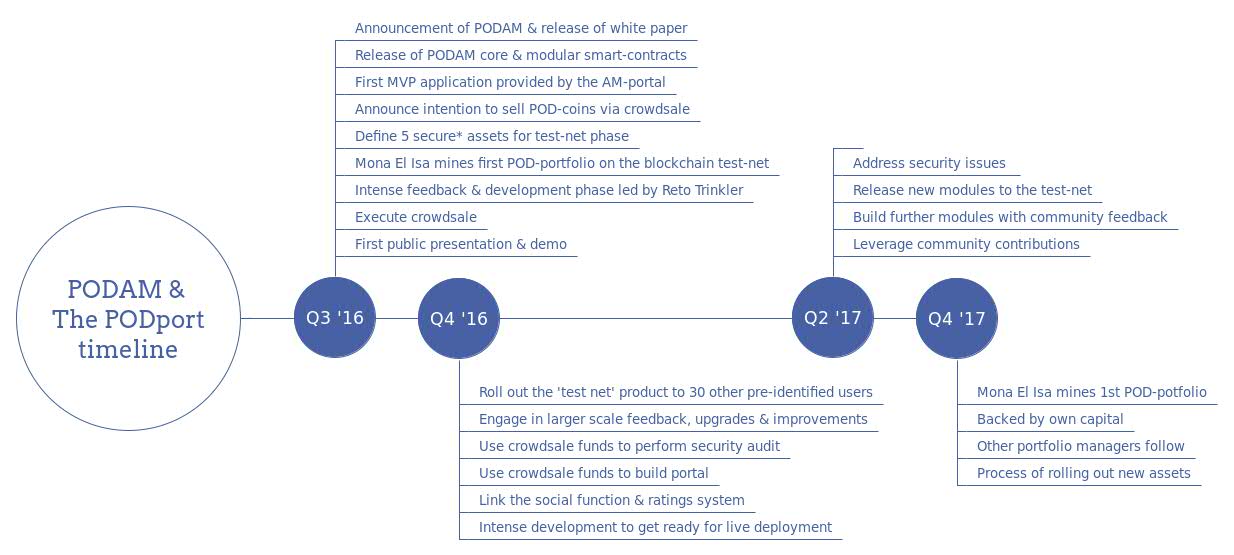 PODAM &
The PODport
timeline
Q3 '16
Announcement of PODAM & release of white paper
Release of PODAM core & modular smart-contracts
First MVP application provided by the AM-portal
Announce intention to sell POD-coins via crowdsale
Define 5 secure* assets for test-net phase
Mona El Isa mines first POD-portfolio on the blockchain test-net
Intense feedback & development phase led by Reto Trinkler
Execute crowdsale
First public presentation & demo
Q4 '16
Roll out the 'test net' product to 30 other pre-identified users
Engage in larger scale feedback, upgrades & improvements
Use crowdsale funds to perform security audit
Use crowdsale funds to build portal
Link the social function & ratings system
Intense development to get ready for live deployment
Q2 '17
Address security issues
Release new modules to the test-net
Build further modules with community feedback
Leverage community contributions
Q4 '17
Mona El Isa mines 1st POD-potfolio
Backed by own capital
Other portfolio managers follow
Process of rolling out new assets